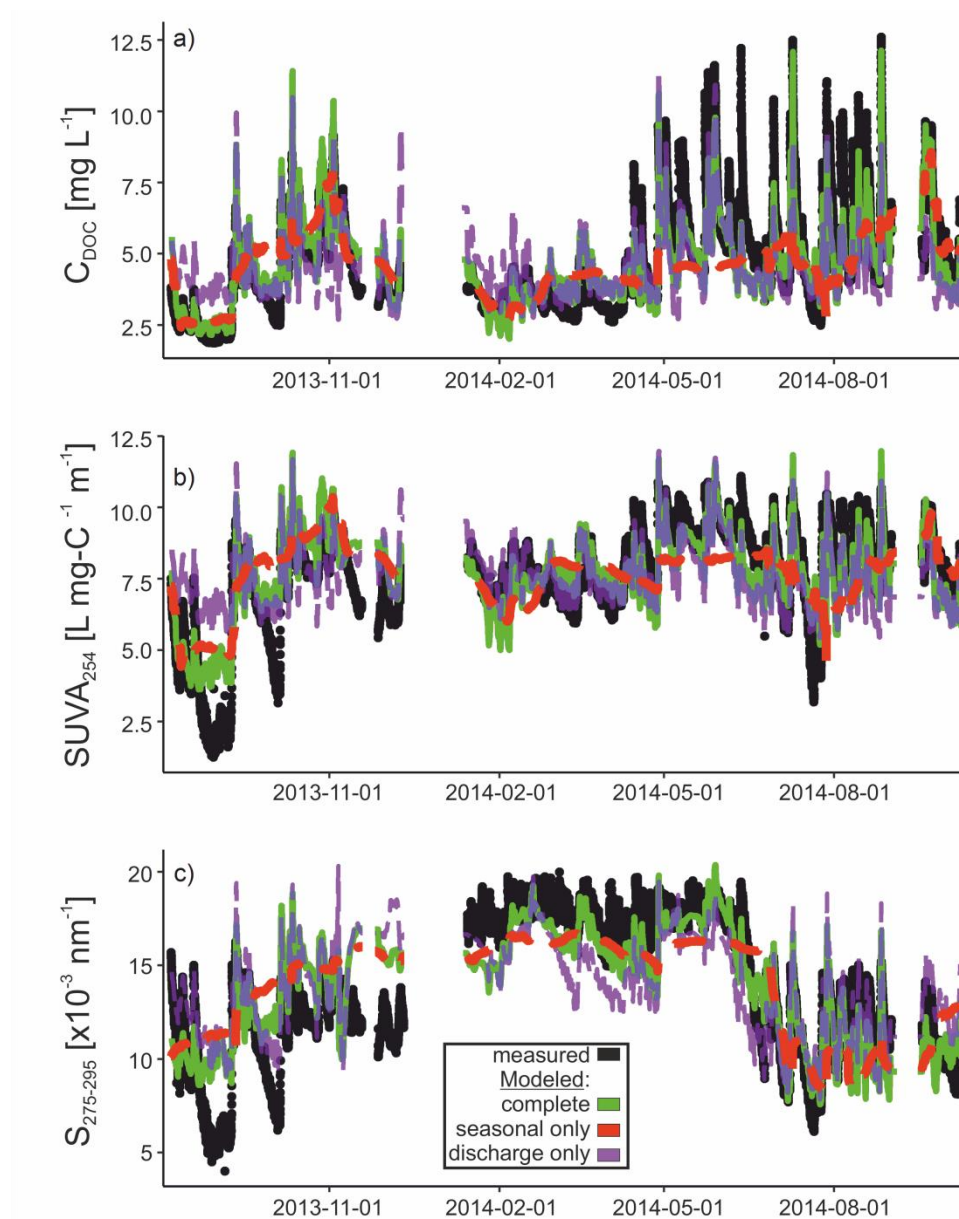 a)
C_DOC [mg L⁻¹]
12.5
10.0
7.5
5.0
2.5
2013-11-01 2014-02-01 2014-05-01 2014-08-01
b)
SUVA₂₅₄ [L mg-C⁻¹ m⁻¹]
12.5
10.0
7.5
5.0
2.5
2013-11-01 2014-02-01 2014-05-01 2014-08-01
c)
S₂₇₅₋₂₉₅ [x10⁻³ nm⁻¹]
20
15
10
5
measured
Modeled:
complete
seasonal only
discharge only
2013-11-01 2014-02-01 2014-05-01 2014-08-01